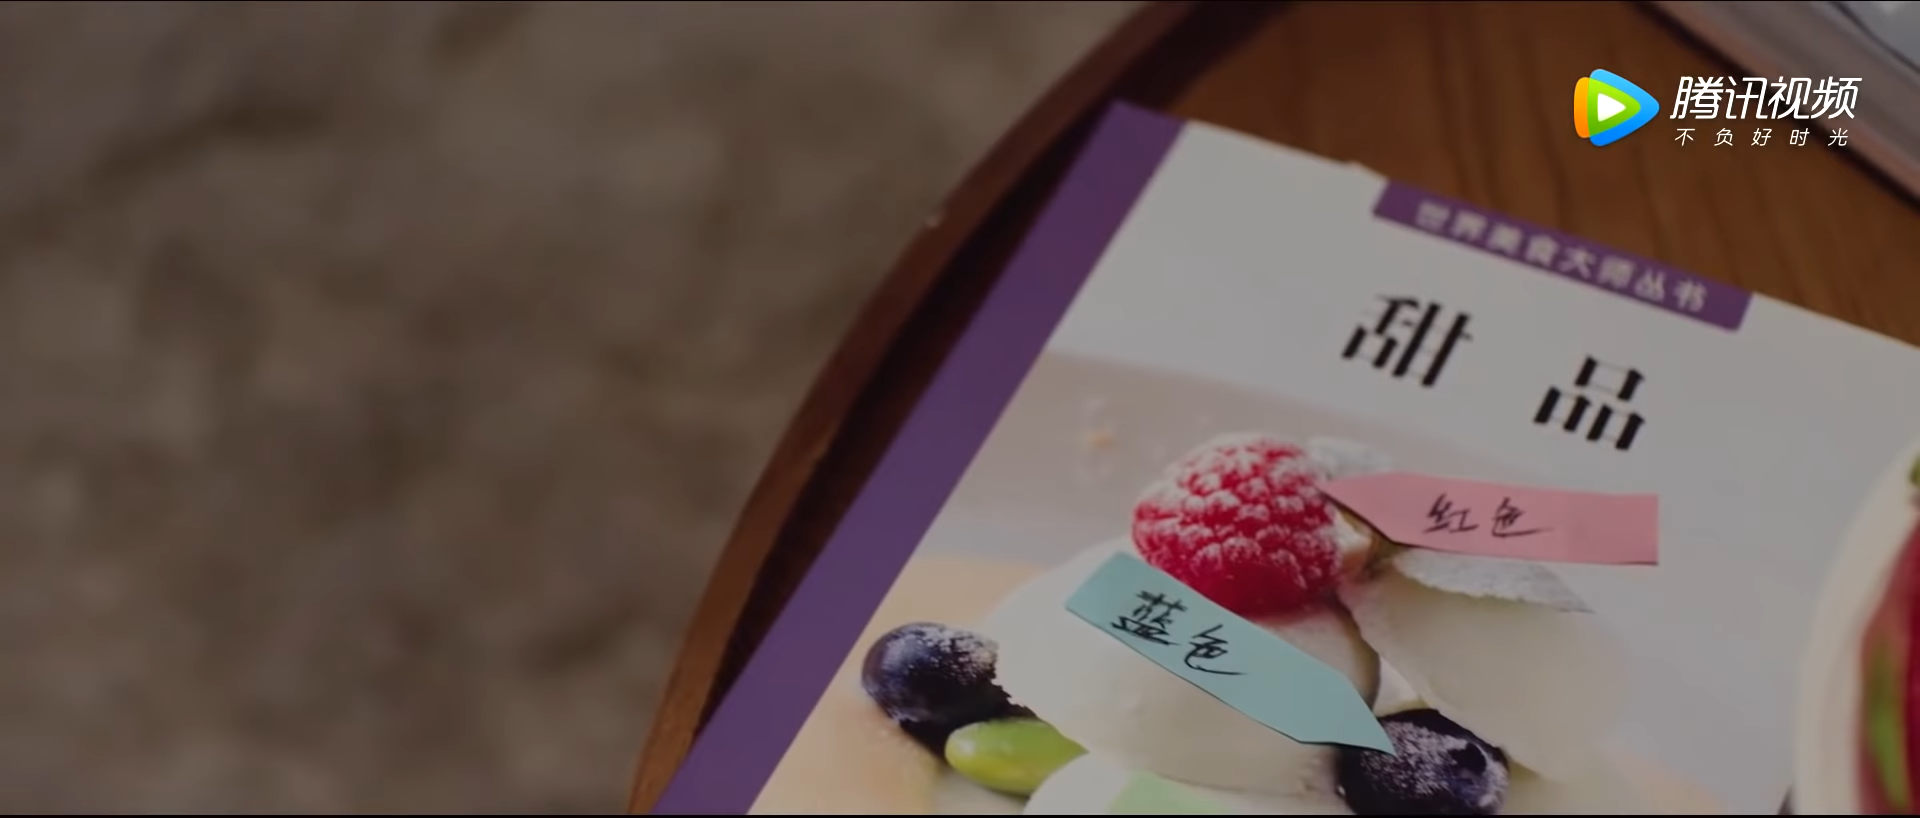 腾讯视频
不负好时光
世界美食大师丛书
甜品
红色
蓝色